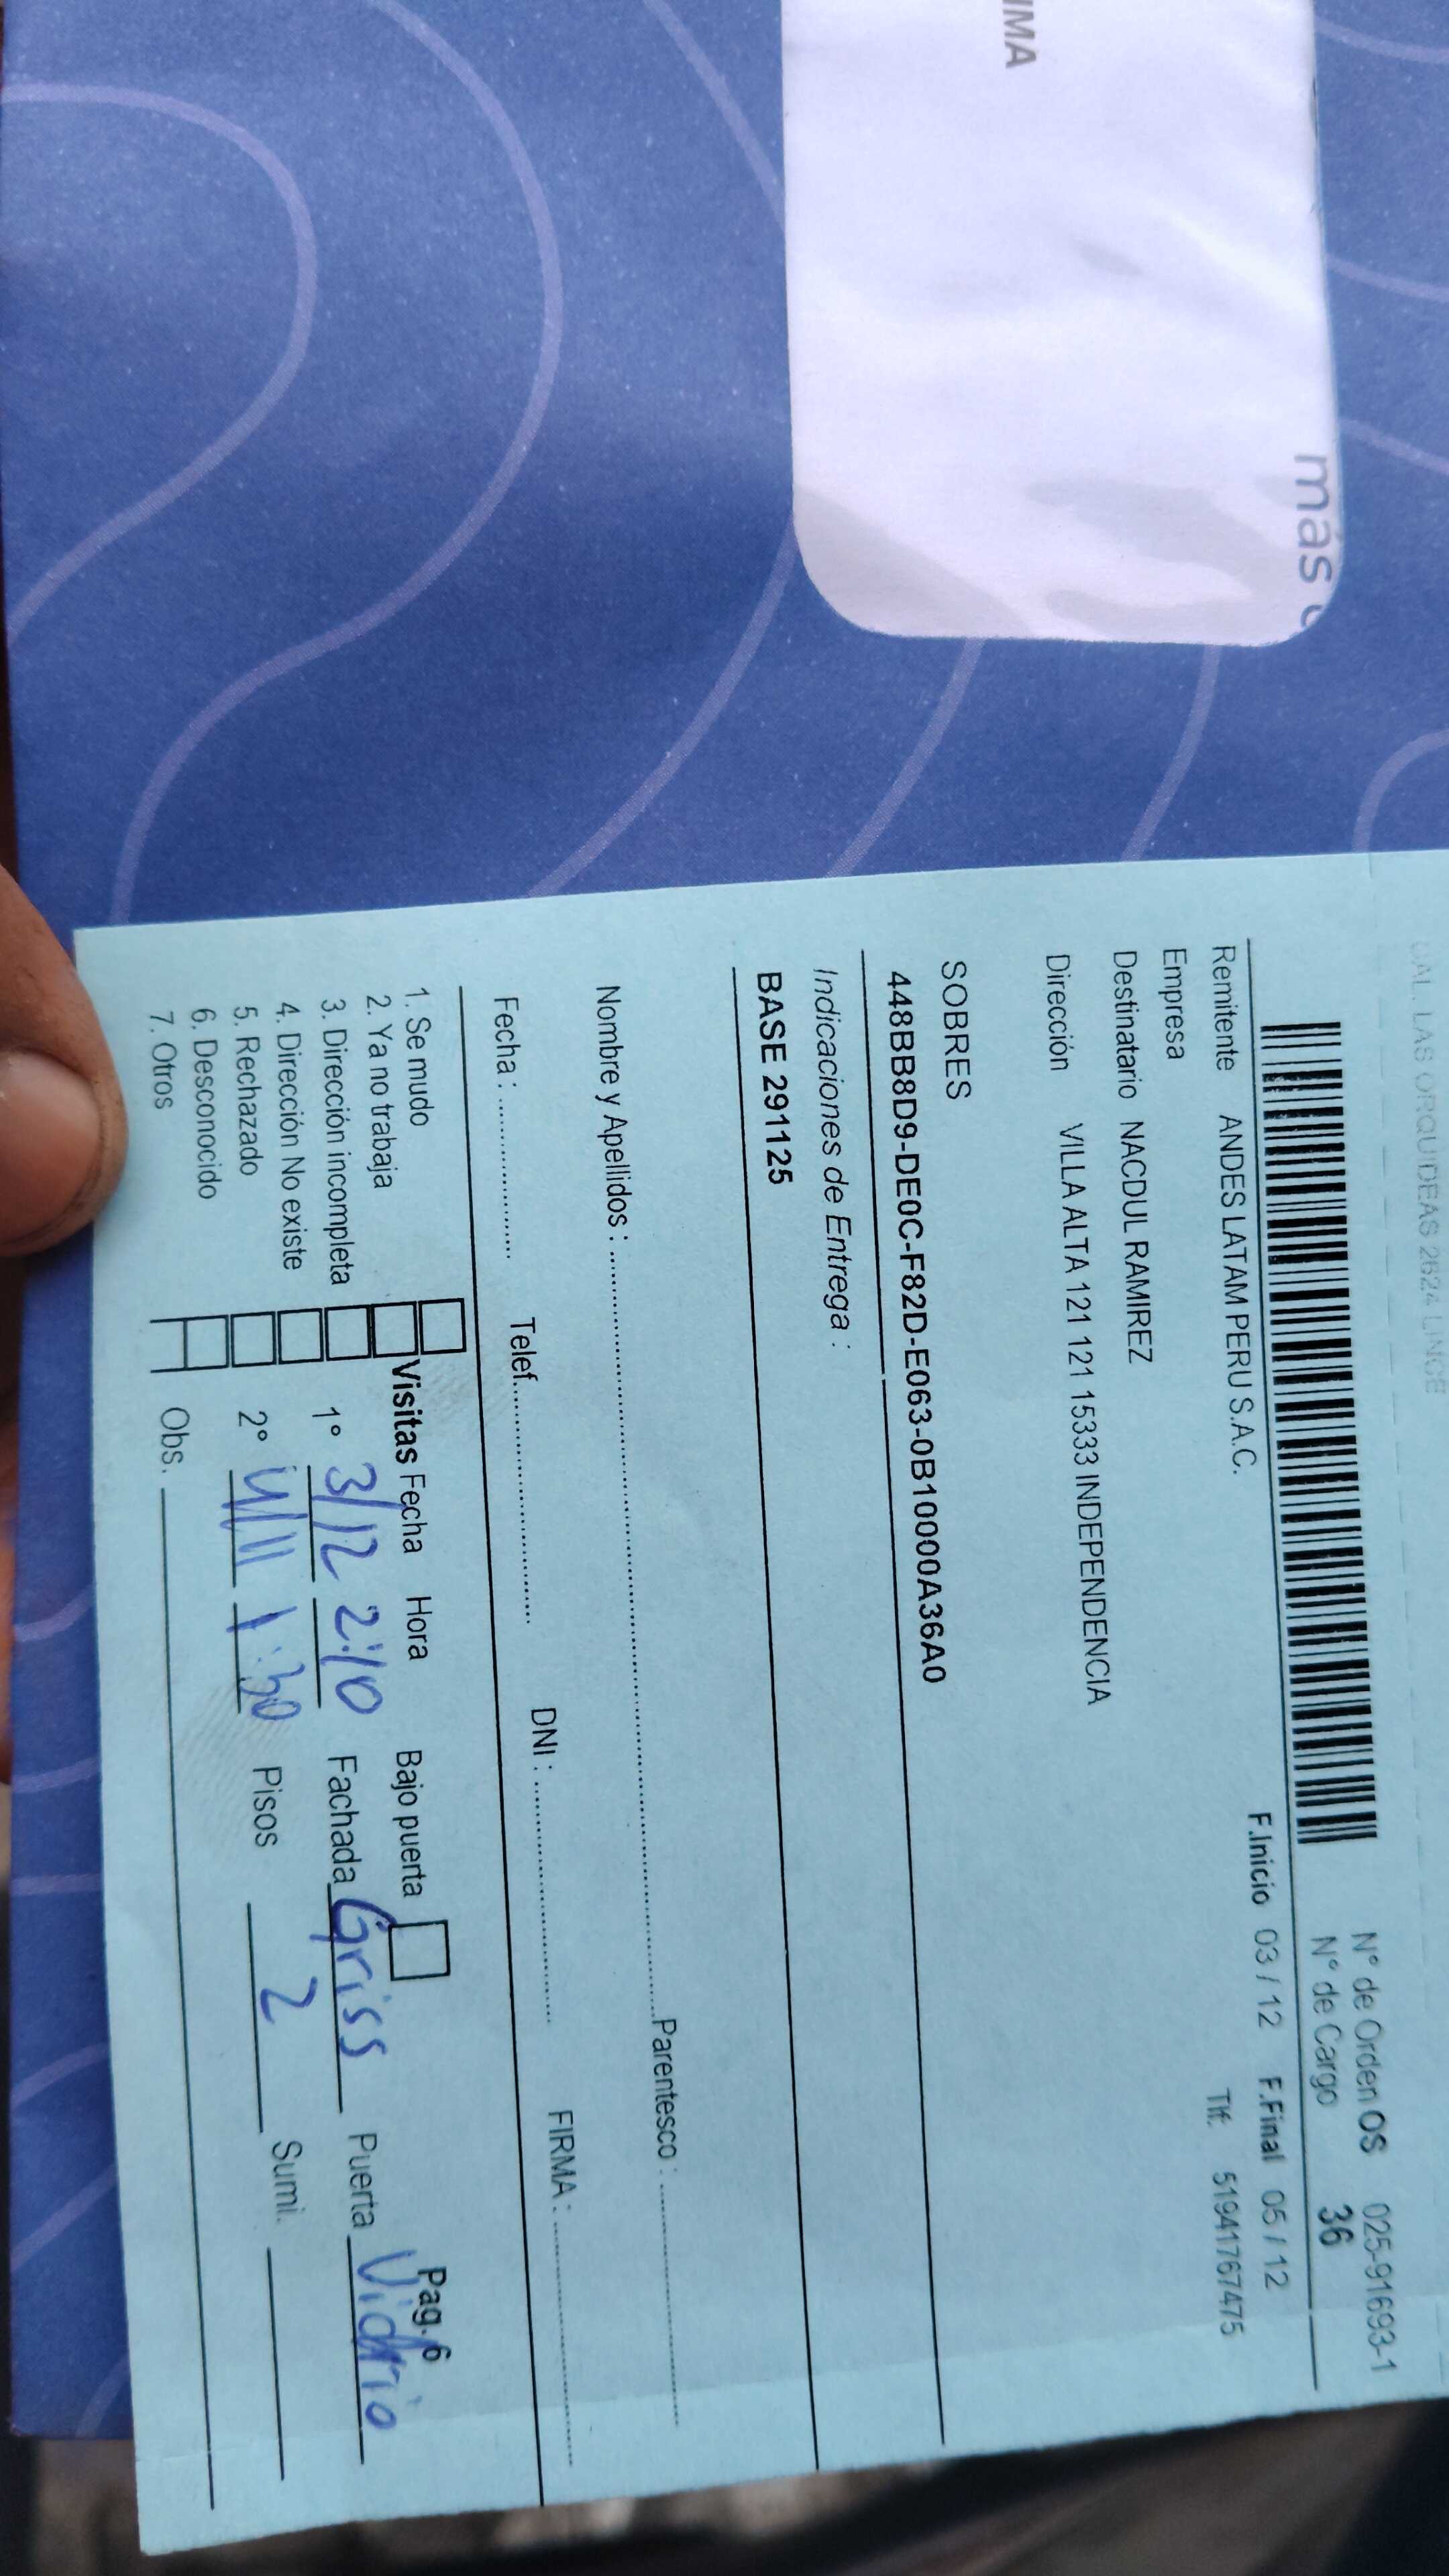 IMA
más
CAL. LAS ORQUIDEAS 2624 LINCE
N° de Orden OS 025-91693-1
N° de Cargo 36
F.Inicio 03 / 12 F.Final 05 / 12
Remitente ANDES LATAM PERU S.A.C. Tlf: 51941767475
Empresa
Destinatario NACDUL RAMIREZ
Dirección VILLA ALTA 121 121 15333 INDEPENDENCIA
SOBRES
448BB8D9-DE0C-F82D-E063-0B10000A36A0
Indicaciones de Entrega :
BASE 291125
Nombre y Apellidos : Parentesco :
Fecha : Telef. DNI : FIRMA :
Pag. 6
1. Se mudo Visitas Fecha Hora Bajo puerta
2. Ya no trabaja
3. Dirección incompleta 1° 3/12 2:10 Fachada Griss Puerta Vidrio
4. Dirección No existe
5. Rechazado 2° 4/11 1:30 Pisos 2 Sumi.
6. Desconocido
7. Otros Obs.